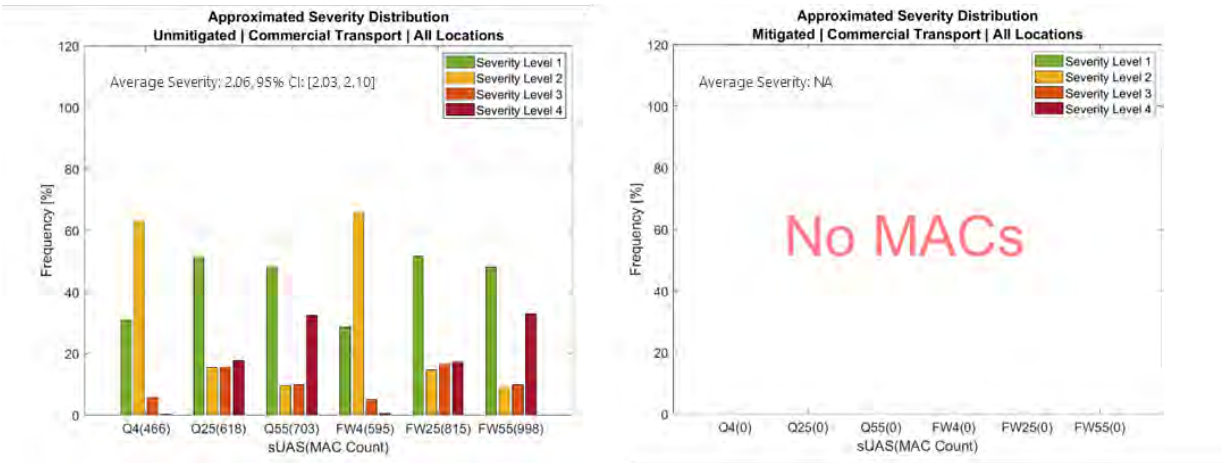 Approximated Severity Distribution
Unmitigated | Commercial Transport | All Locations
120
100
80
60
40
20
0
Frequency [%]
Average Severity: 2.06, 95% CI: [2.03, 2.10]
Severity Level 1
Severity Level 2
Severity Level 3
Severity Level 4
Q4(466) Q25(618) Q55(703) FW4(595) FW25(815) FW55(998)
sUAS(MAC Count)
Approximated Severity Distribution
Mitigated | Commercial Transport | All Locations
120
100
80
60
40
20
0
Frequency [%]
Average Severity: NA
Severity Level 1
Severity Level 2
Severity Level 3
Severity Level 4
No MACs
Q4(0) Q25(0) Q55(0) FW4(0) FW25(0) FW55(0)
sUAS(MAC Count)